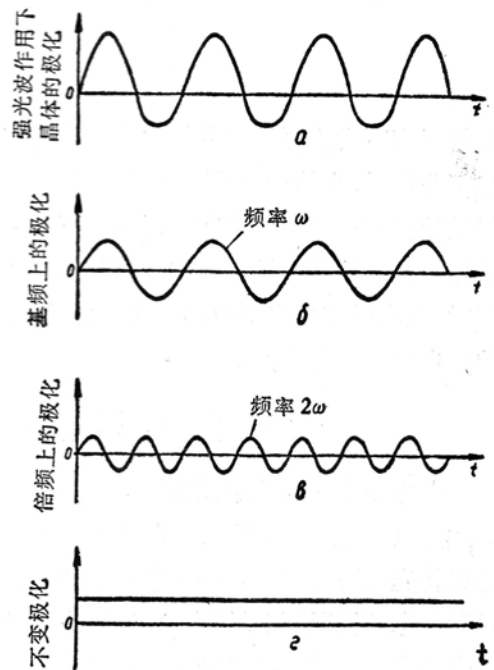 强光波作用下
晶体的极化
0
t
а
基频上的极化
频率 ω
0
t
б
倍频上的极化
频率 2ω
0
t
в
不变极化
0
г
t